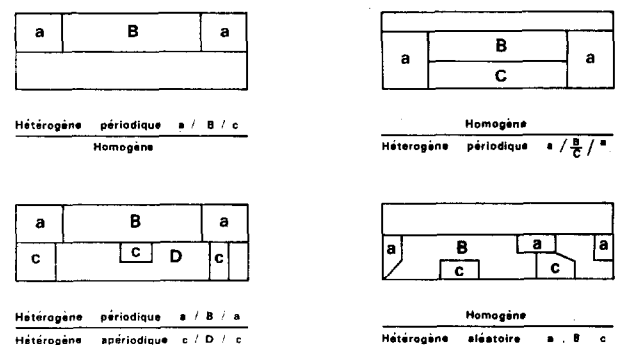 a B a
Hétérogène périodique a / B / c
Homogène
a B a
C
Homogène
Hétérogène périodique a / B/C / a
a B a
c c D c
Hétérogène périodique a / B / a
Hétérogène apériodique c / D / c
a B a a
c c
Homogène
Hétérogène aléatoire a . B c